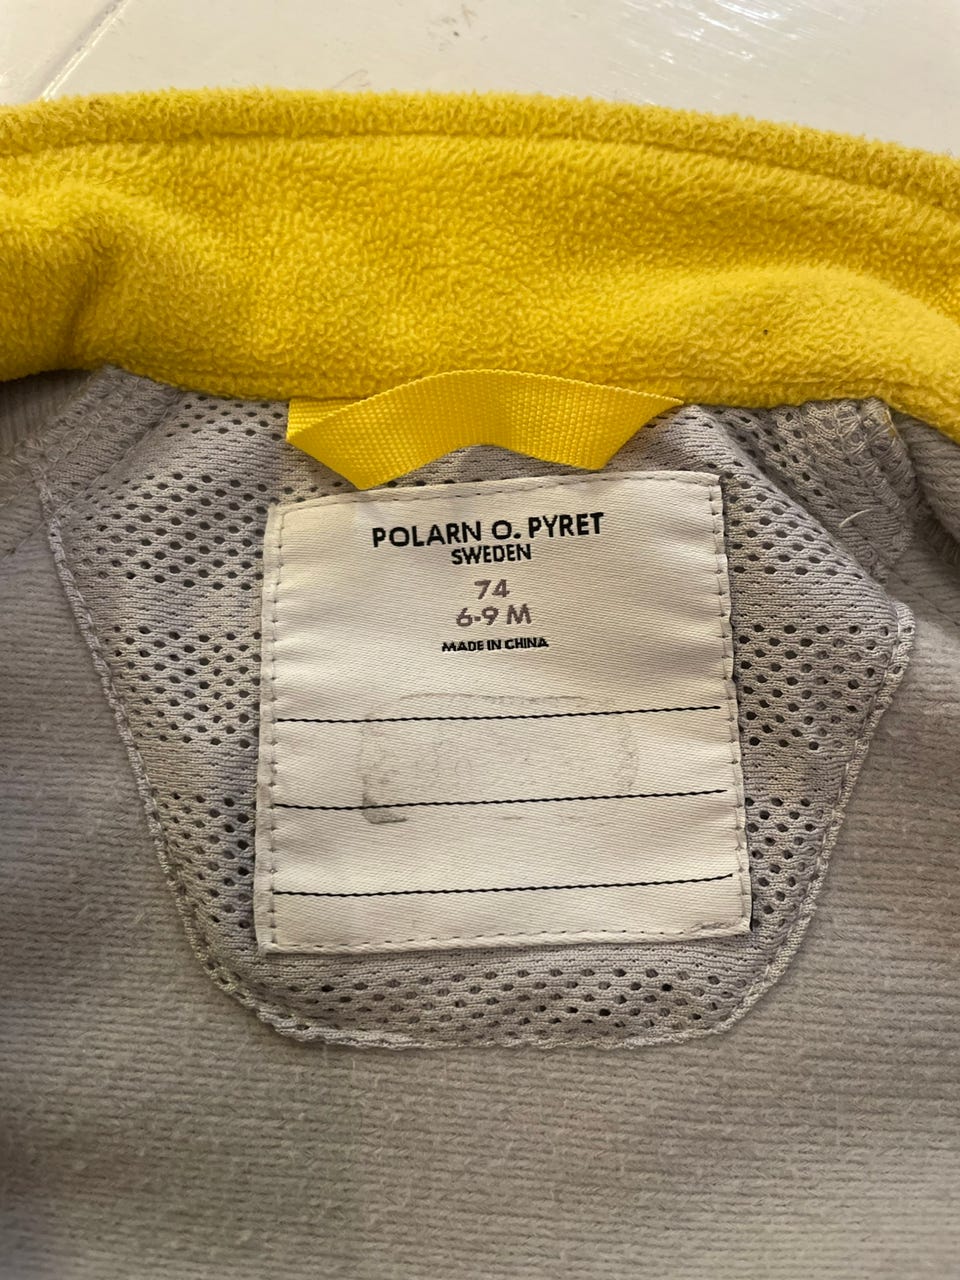 POLARN O. PYRET
SWEDEN
74
6-9 M
MADE IN CHINA